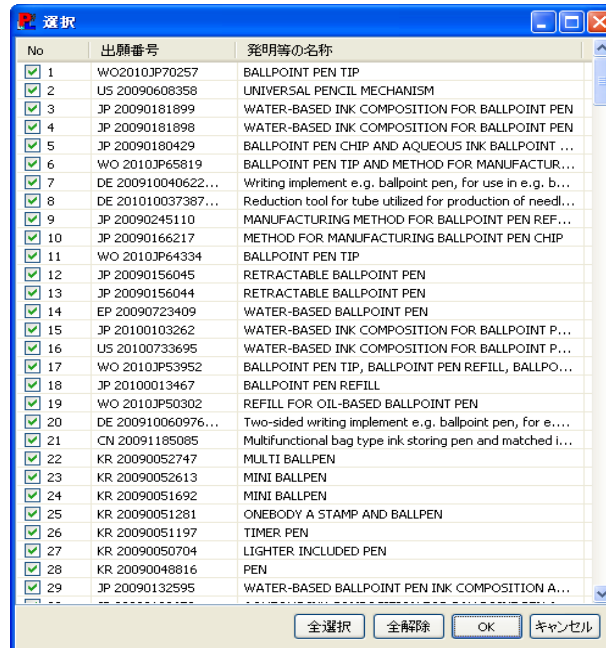 選択
No 出願番号 発明等の名称
1 WO2010JP70257 BALLPOINT PEN TIP
2 US 20090608358 UNIVERSAL PENCIL MECHANISM
3 JP 20090181899 WATER-BASED INK COMPOSITION FOR BALLPOINT PEN
4 JP 20090181898 WATER-BASED INK COMPOSITION FOR BALLPOINT PEN
5 JP 20090180429 BALLPOINT PEN CHIP AND AQUEOUS INK BALLPOINT ...
6 WO 2010JP65819 BALLPOINT PEN TIP AND METHOD FOR MANUFACTUR...
7 DE 200910040622... Writing implement e.g. ballpoint pen, for use in e.g. b...
8 DE 201010037387... Reduction tool for tube utilized for production of needl...
9 JP 20090245110 MANUFACTURING METHOD FOR BALLPOINT PEN REF...
10 JP 20090166217 METHOD FOR MANUFACTURING BALLPOINT PEN CHIP
11 WO 2010JP64334 BALLPOINT PEN TIP
12 JP 20090156045 RETRACTABLE BALLPOINT PEN
13 JP 20090156044 RETRACTABLE BALLPOINT PEN
14 EP 20090723409 WATER-BASED BALLPOINT PEN
15 JP 20100103262 WATER-BASED INK COMPOSITION FOR BALLPOINT P...
16 US 20100733695 WATER-BASED INK COMPOSITION FOR BALLPOINT P...
17 WO 2010JP53952 BALLPOINT PEN TIP, BALLPOINT PEN REFILL, BALLPO...
18 JP 20100013467 BALLPOINT PEN REFILL
19 WO 2010JP50302 REFILL FOR OIL-BASED BALLPOINT PEN
20 DE 200910060976... Two-sided writing implement e.g. ballpoint pen, for e....
21 CN 20091185085 Multifunctional bag type ink storing pen and matched i...
22 KR 20090052747 MULTI BALLPEN
23 KR 20090052613 MINI BALLPEN
24 KR 20090051692 MINI BALLPEN
25 KR 20090051281 ONEBODY A STAMP AND BALLPEN
26 KR 20090051197 TIMER PEN
27 KR 20090050704 LIGHTER INCLUDED PEN
28 KR 20090048816 PEN
29 JP 20090132595 WATER-BASED BALLPOINT PEN INK COMPOSITION A...
全選択 全解除 OK キャンセル